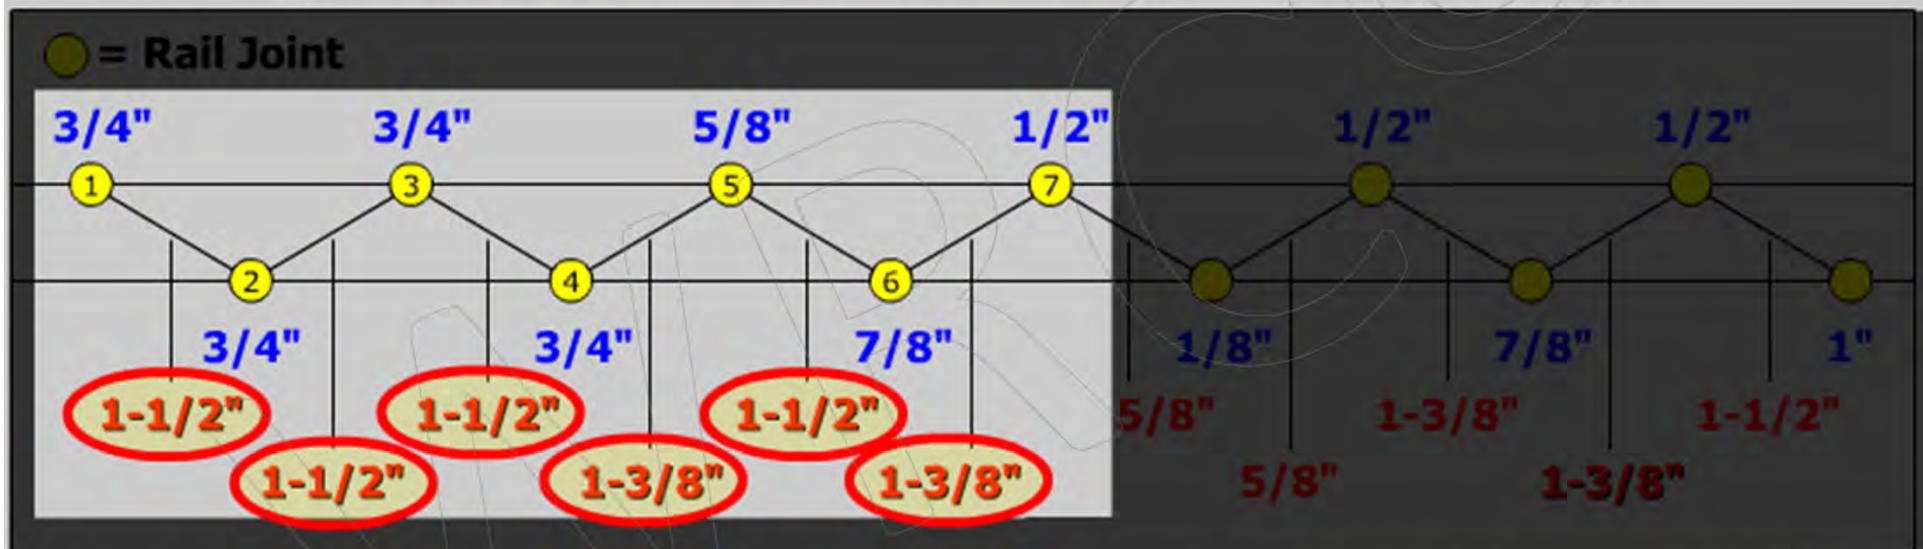 = Rail Joint
3/4" 3/4" 5/8" 1/2" 1/2" 1/2"
1 3 5 7
2 4 6
3/4" 3/4" 7/8" 1/8" 7/8" 1"
1-1/2" 1-1/2" 1-1/2" 5/8" 1-3/8" 1-1/2"
1-1/2" 1-3/8" 1-3/8" 5/8" 1-3/8"